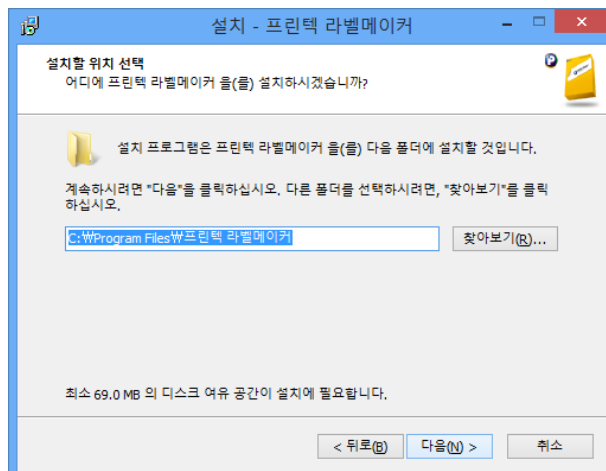 설치 - 프린텍 라벨메이커
설치할 위치 선택
어디에 프린텍 라벨메이커 을(를) 설치하시겠습니까?
설치 프로그램은 프린텍 라벨메이커 을(를) 다음 폴더에 설치할 것입니다.
계속하시려면 "다음"을 클릭하십시오. 다른 폴더를 선택하시려면, "찾아보기"를 클릭
하십시오.
C:₩Program Files₩프린텍 라벨메이커
찾아보기(R)...
최소 69.0 MB 의 디스크 여유 공간이 설치에 필요합니다.
< 뒤로(B)
다음(N) >
취소